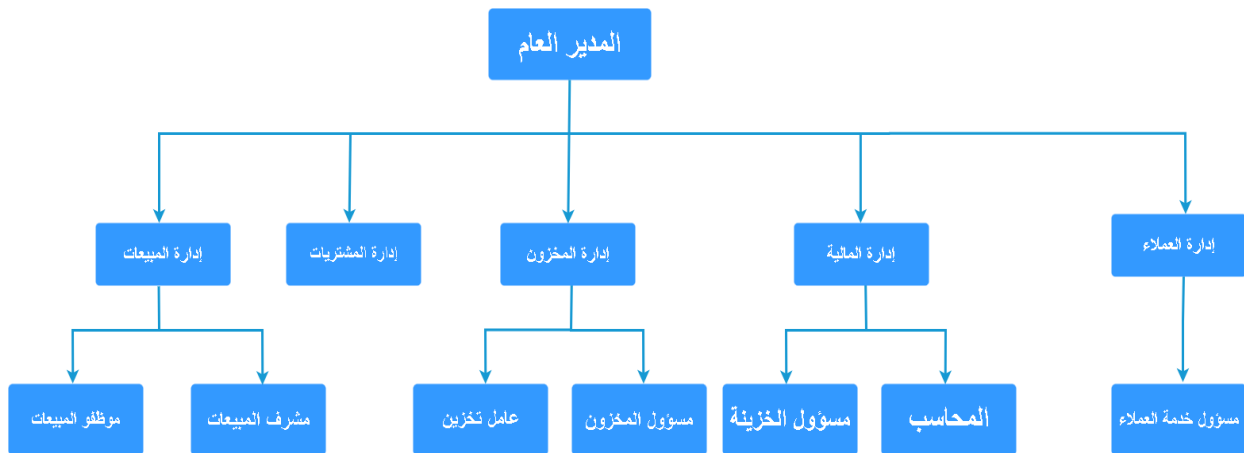 المدير العام
إدارة العملاء
إدارة المالية
إدارة المخزون
إدارة المشتريات
إدارة المبيعات
مسؤول خدمة العملاء
المحاسب
مسؤول الخزينة
مسؤول المخزون
عامل تخزين
مشرف المبيعات
موظفو المبيعات